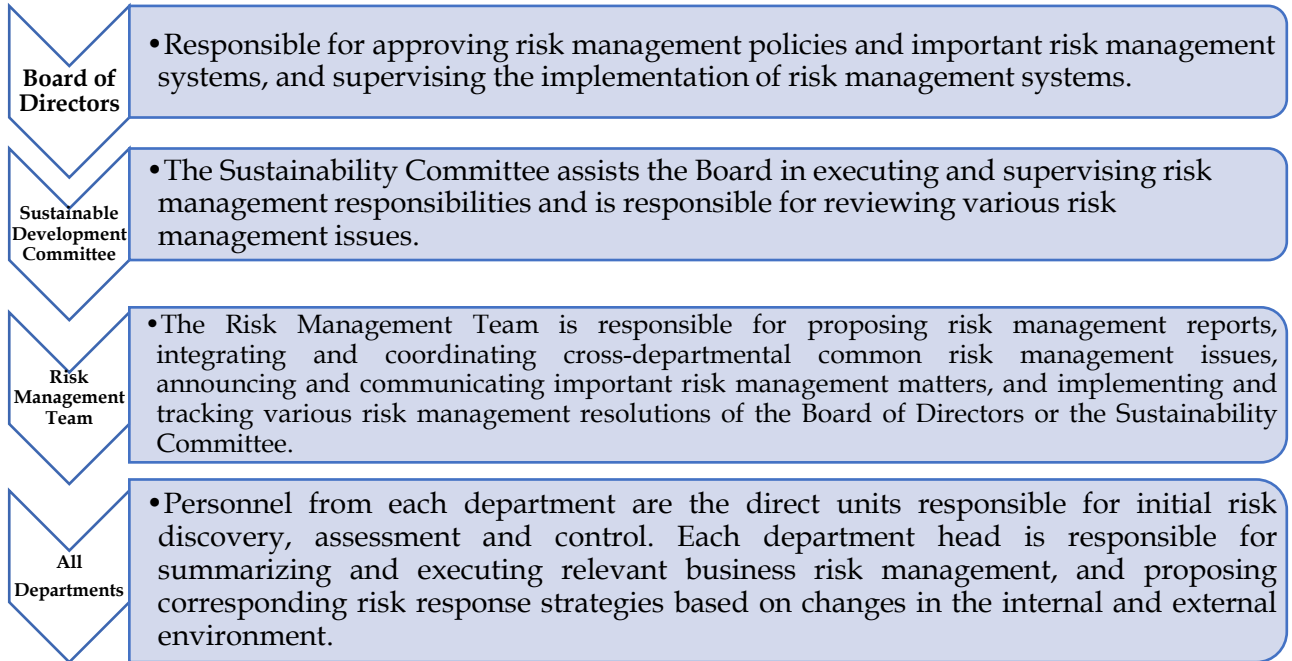 Board of
Directors
•Responsible for approving risk management policies and important risk management
systems, and supervising the implementation of risk management systems.
Sustainable
Development
Committee
•The Sustainability Committee assists the Board in executing and supervising risk
management responsibilities and is responsible for reviewing various risk
management issues.
Risk
Management
Team
•The Risk Management Team is responsible for proposing risk management reports,
integrating and coordinating cross-departmental common risk management issues,
announcing and communicating important risk management matters, and implementing and
tracking various risk management resolutions of the Board of Directors or the Sustainability
Committee.
All
Departments
•Personnel from each department are the direct units responsible for initial risk
discovery, assessment and control. Each department head is responsible for
summarizing and executing relevant business risk management, and proposing
corresponding risk response strategies based on changes in the internal and external
environment.